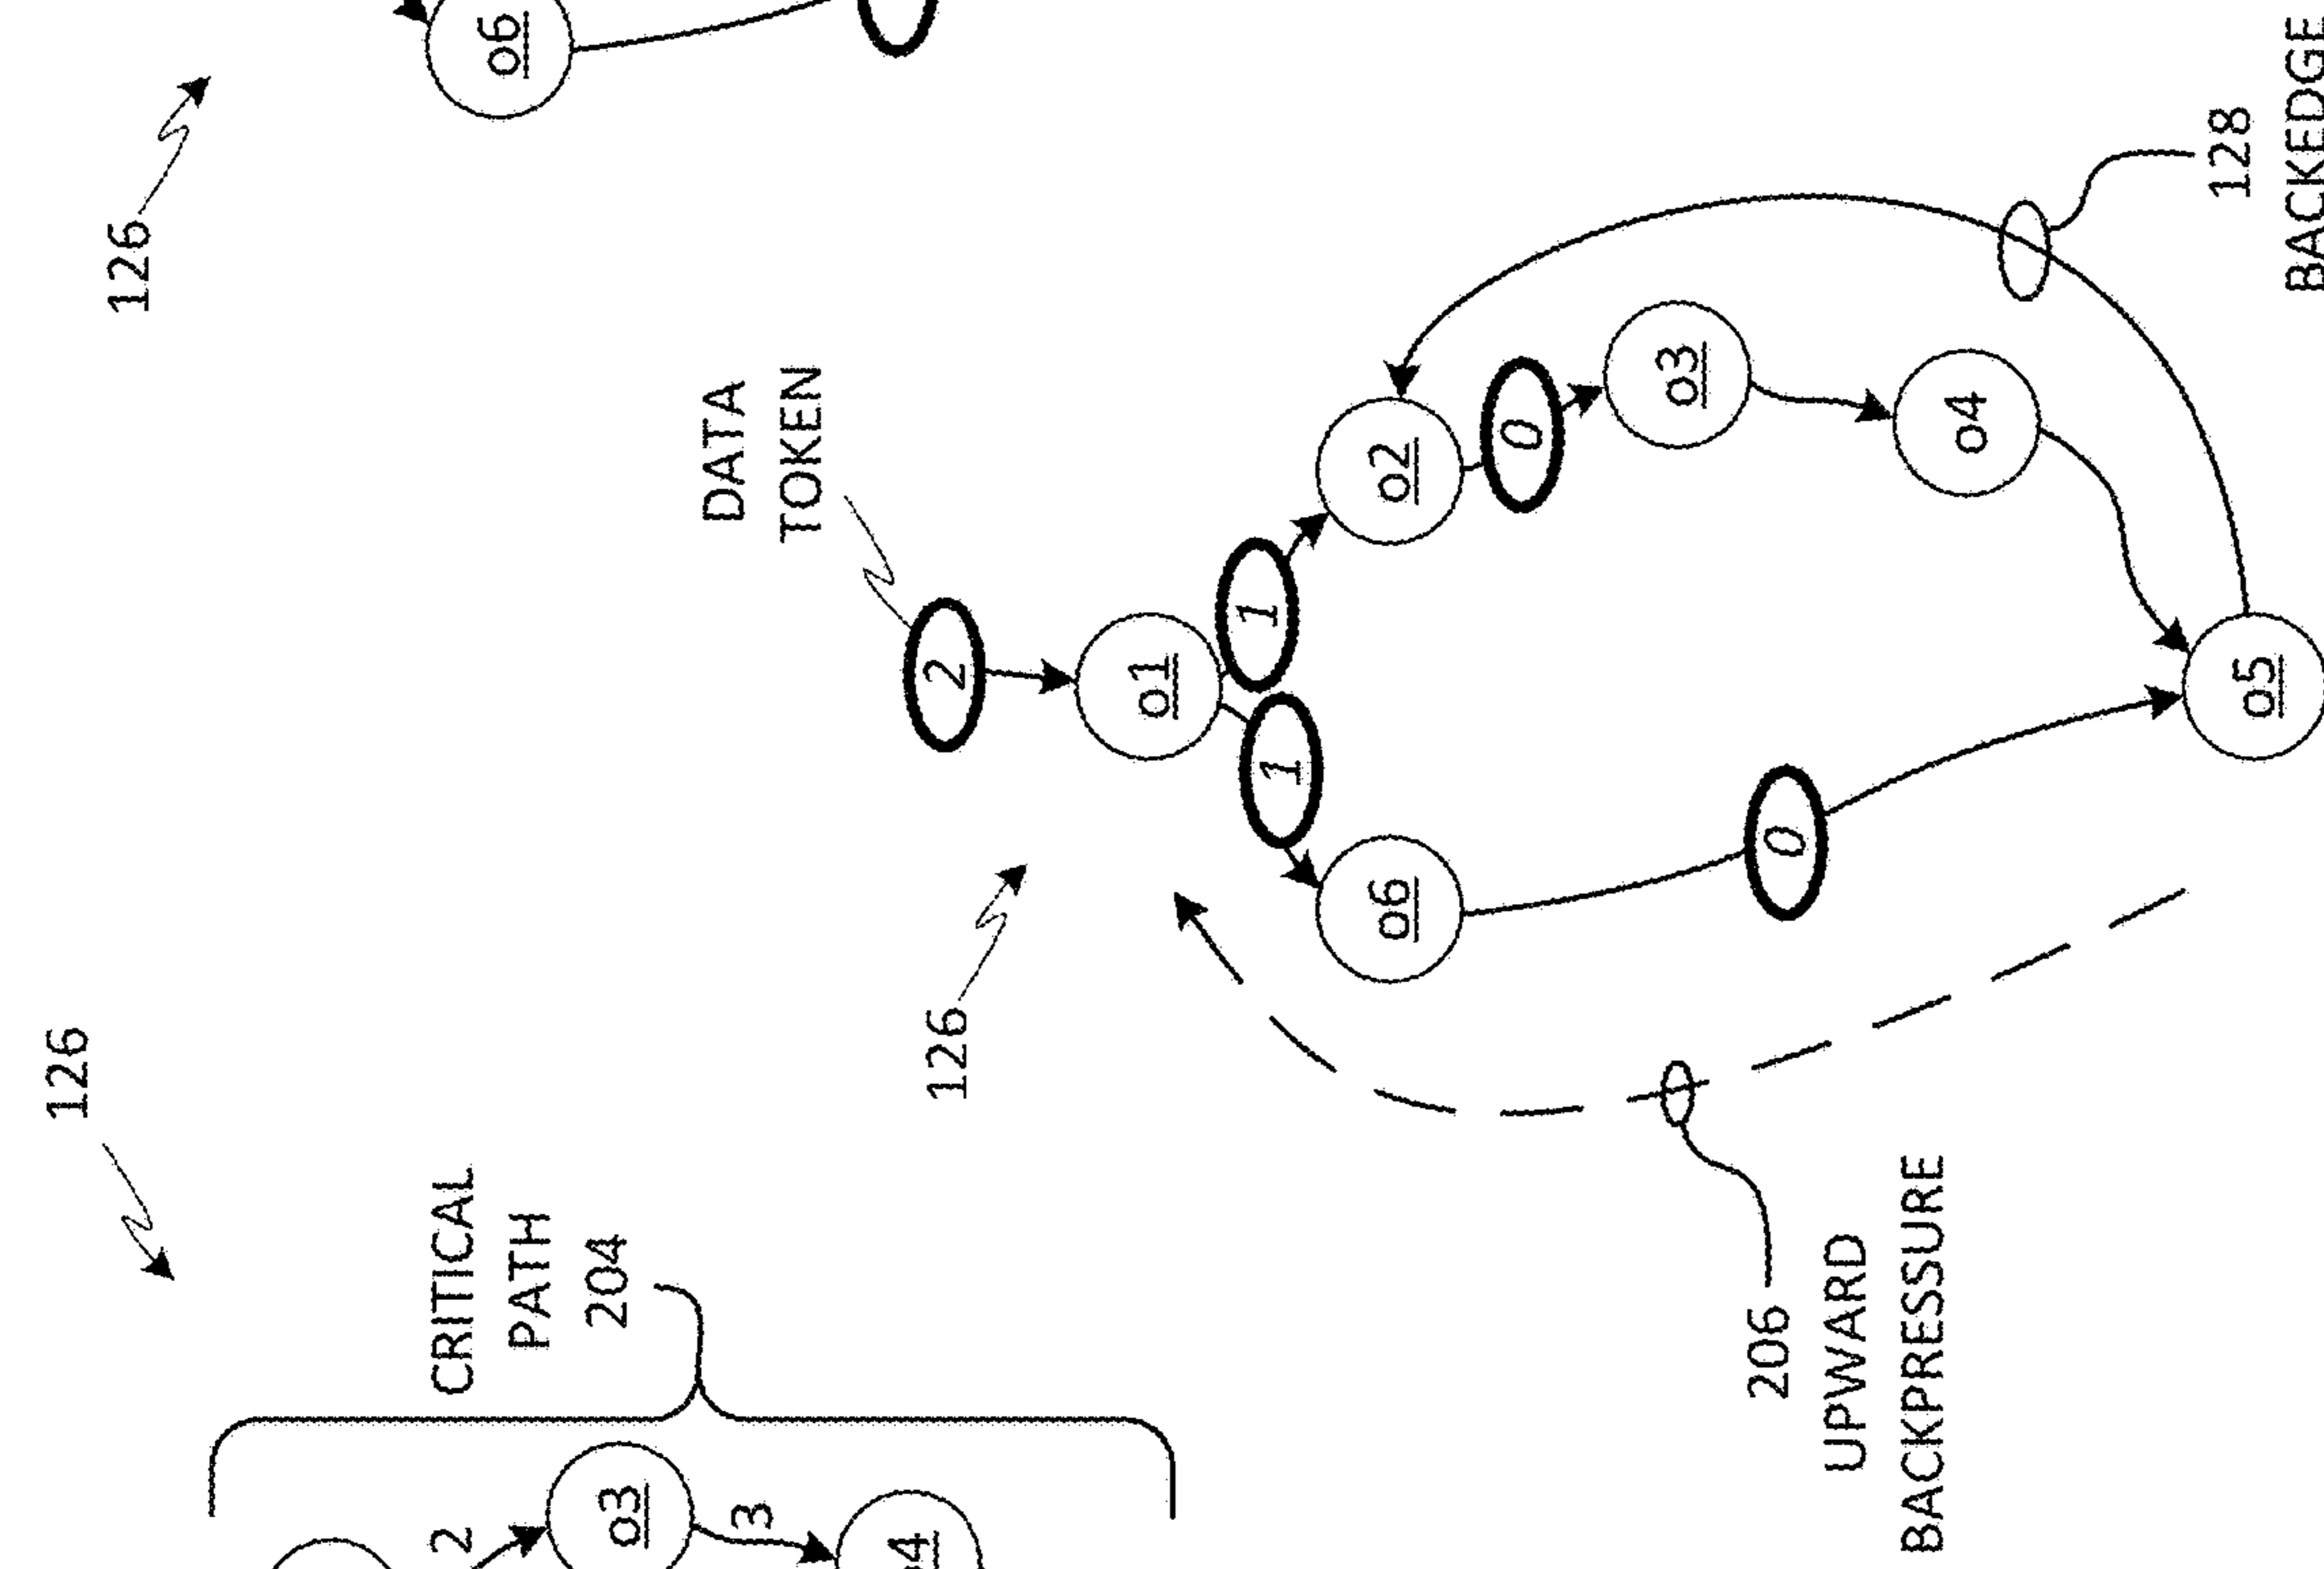 126
CRITICAL
PATH
204
2
o3
3
o4
126
DATA
TOKEN
2
o1
1
1
o6
o2
0
o3
0
o4
o5
206
UPWARD
BACKPRESSURE
128
BACKEDGE
126
o6